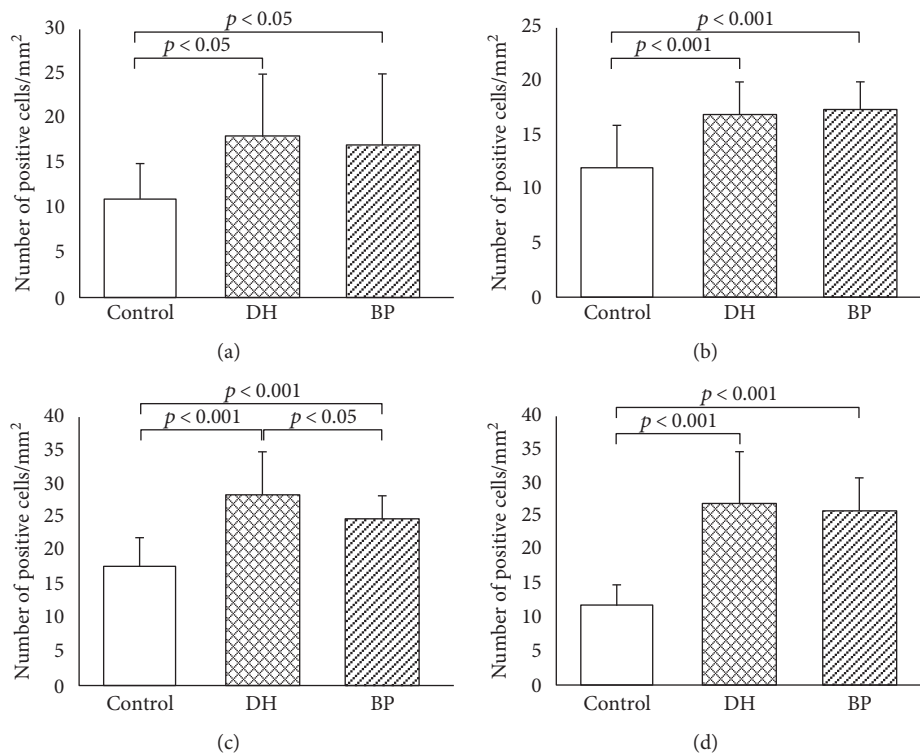 p < 0.05
p < 0.05
Number of positive cells/mm²
30
25
20
15
10
5
0
Control DH BP
(a)
p < 0.001
p < 0.001
Number of positive cells/mm²
25
20
15
10
5
0
Control DH BP
(b)
p < 0.001
p < 0.001 p < 0.05
Number of positive cells/mm²
40
35
30
25
20
15
10
5
0
Control DH BP
(c)
p < 0.001
p < 0.001
Number of positive cells/mm²
40
35
30
25
20
15
10
5
0
Control DH BP
(d)